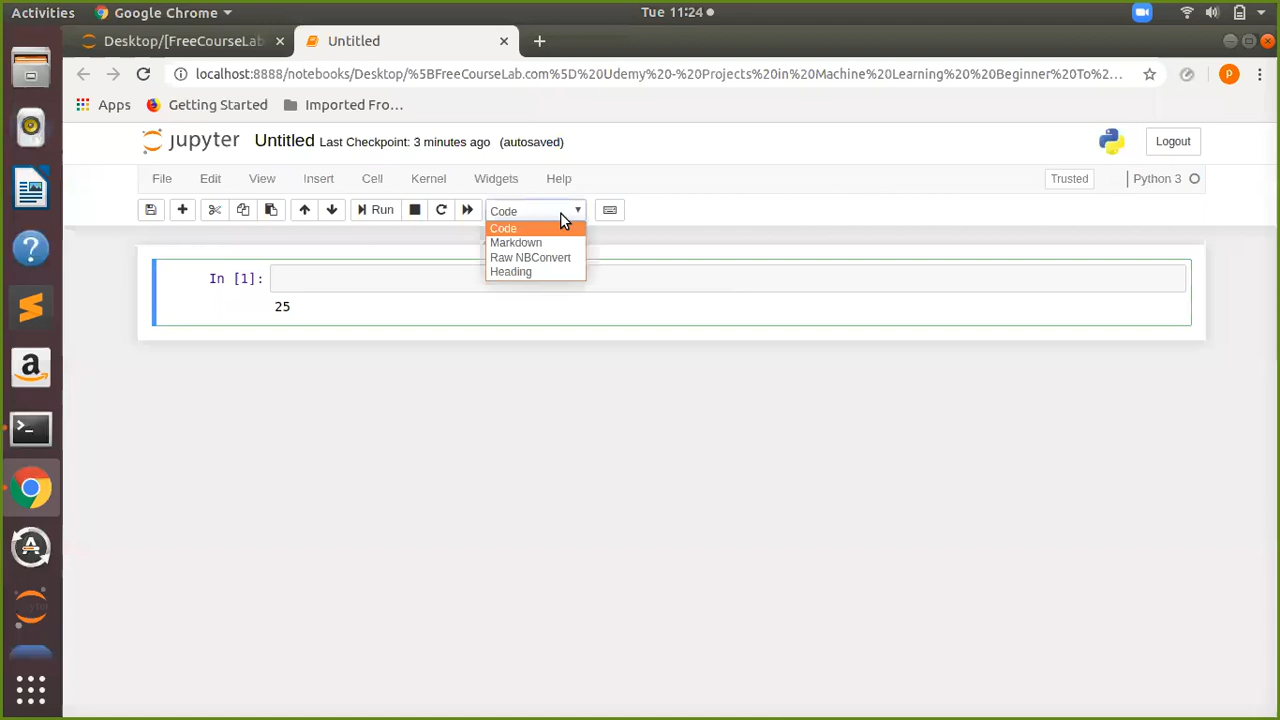 Activities Google Chrome Tue 11:24
Desktop/[FreeCourseLab Untitled
localhost:8888/notebooks/Desktop/%5BFreeCourseLab.com%5D%20Udemy%20-%20Projects%20in%20Machine%20Learning%20%20Beginner%20To%2...
P
Apps Getting Started Imported Fro...
jupyter Untitled Last Checkpoint: 3 minutes ago (autosaved) Logout
File Edit View Insert Cell Kernel Widgets Help Trusted Python 3
Run Code
Code
Markdown
Raw NBConvert
Heading
In [1]:
25